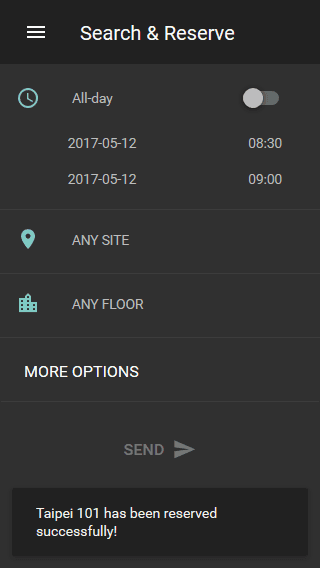 Search & Reserve
All-day
2017-05-12 08:30
2017-05-12 09:00
ANY SITE
ANY FLOOR
MORE OPTIONS
SEND
Taipei 101 has been reserved
successfully!